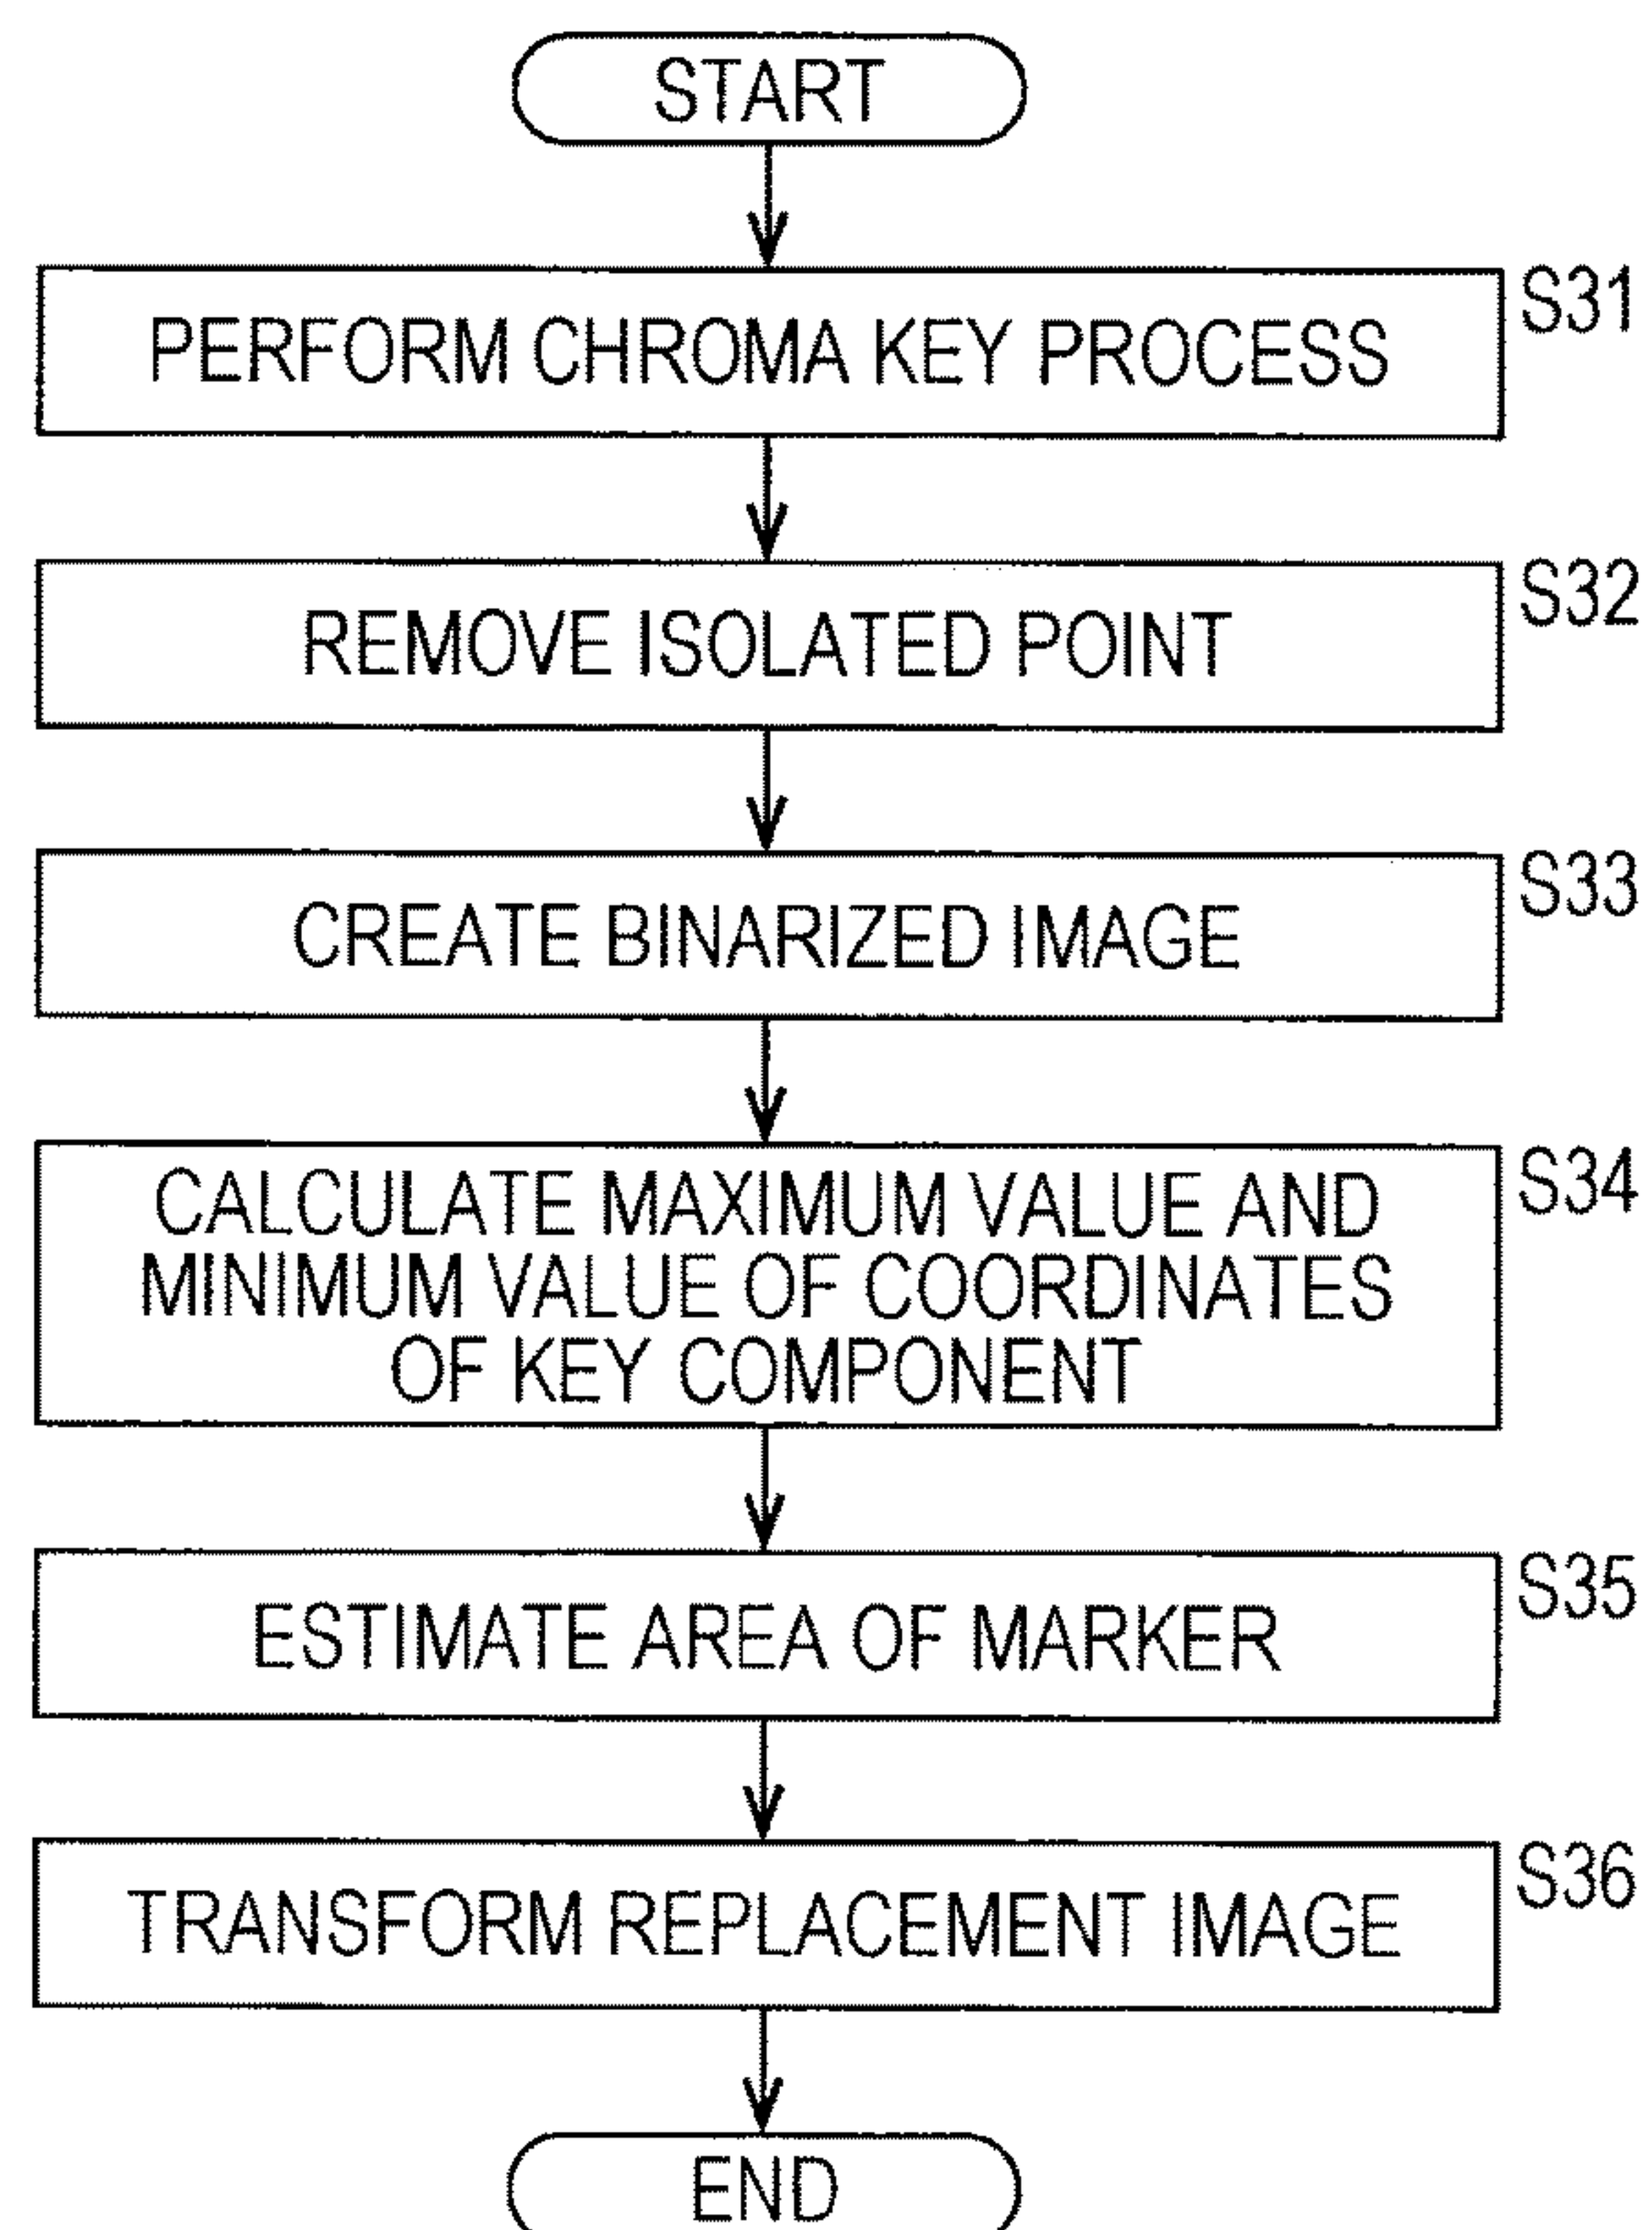 START
PERFORM CHROMA KEY PROCESS
S31
REMOVE ISOLATED POINT
S32
CREATE BINARIZED IMAGE
S33
CALCULATE MAXIMUM VALUE AND
MINIMUM VALUE OF COORDINATES
OF KEY COMPONENT
S34
ESTIMATE AREA OF MARKER
S35
TRANSFORM REPLACEMENT IMAGE
S36
END